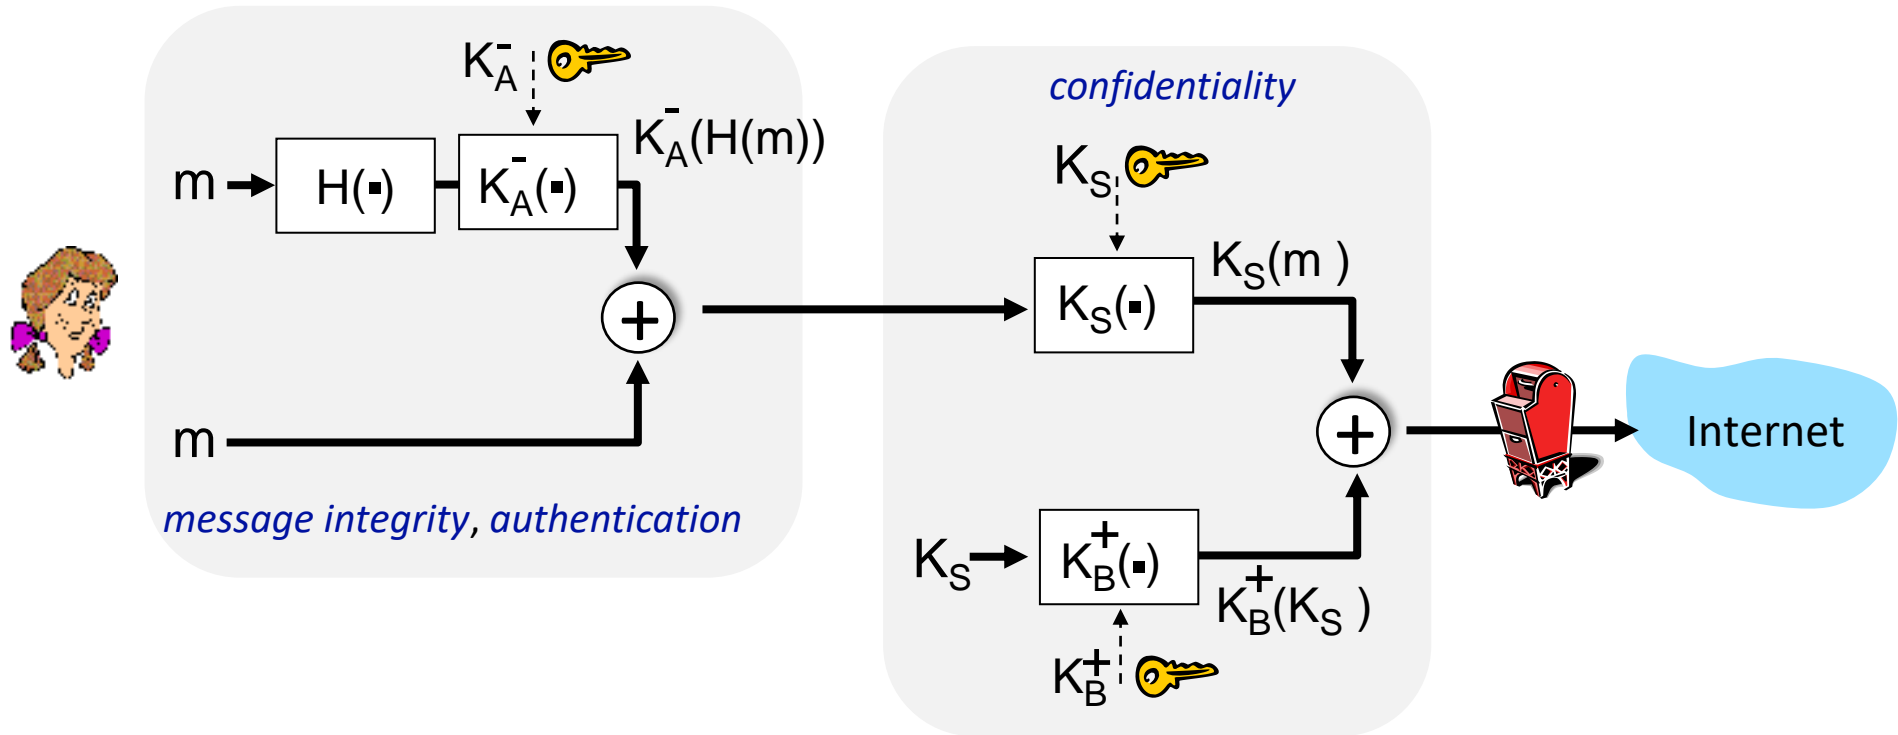 K_A^-
K_A^-(H(m))
m
H(▪)
K_A^-(▪)
+
m
message integrity, authentication
confidentiality
K_S
K_S(▪)
K_S(m )
+
Internet
K_S
K_B^+(▪)
K_B^+(K_S )
K_B^+